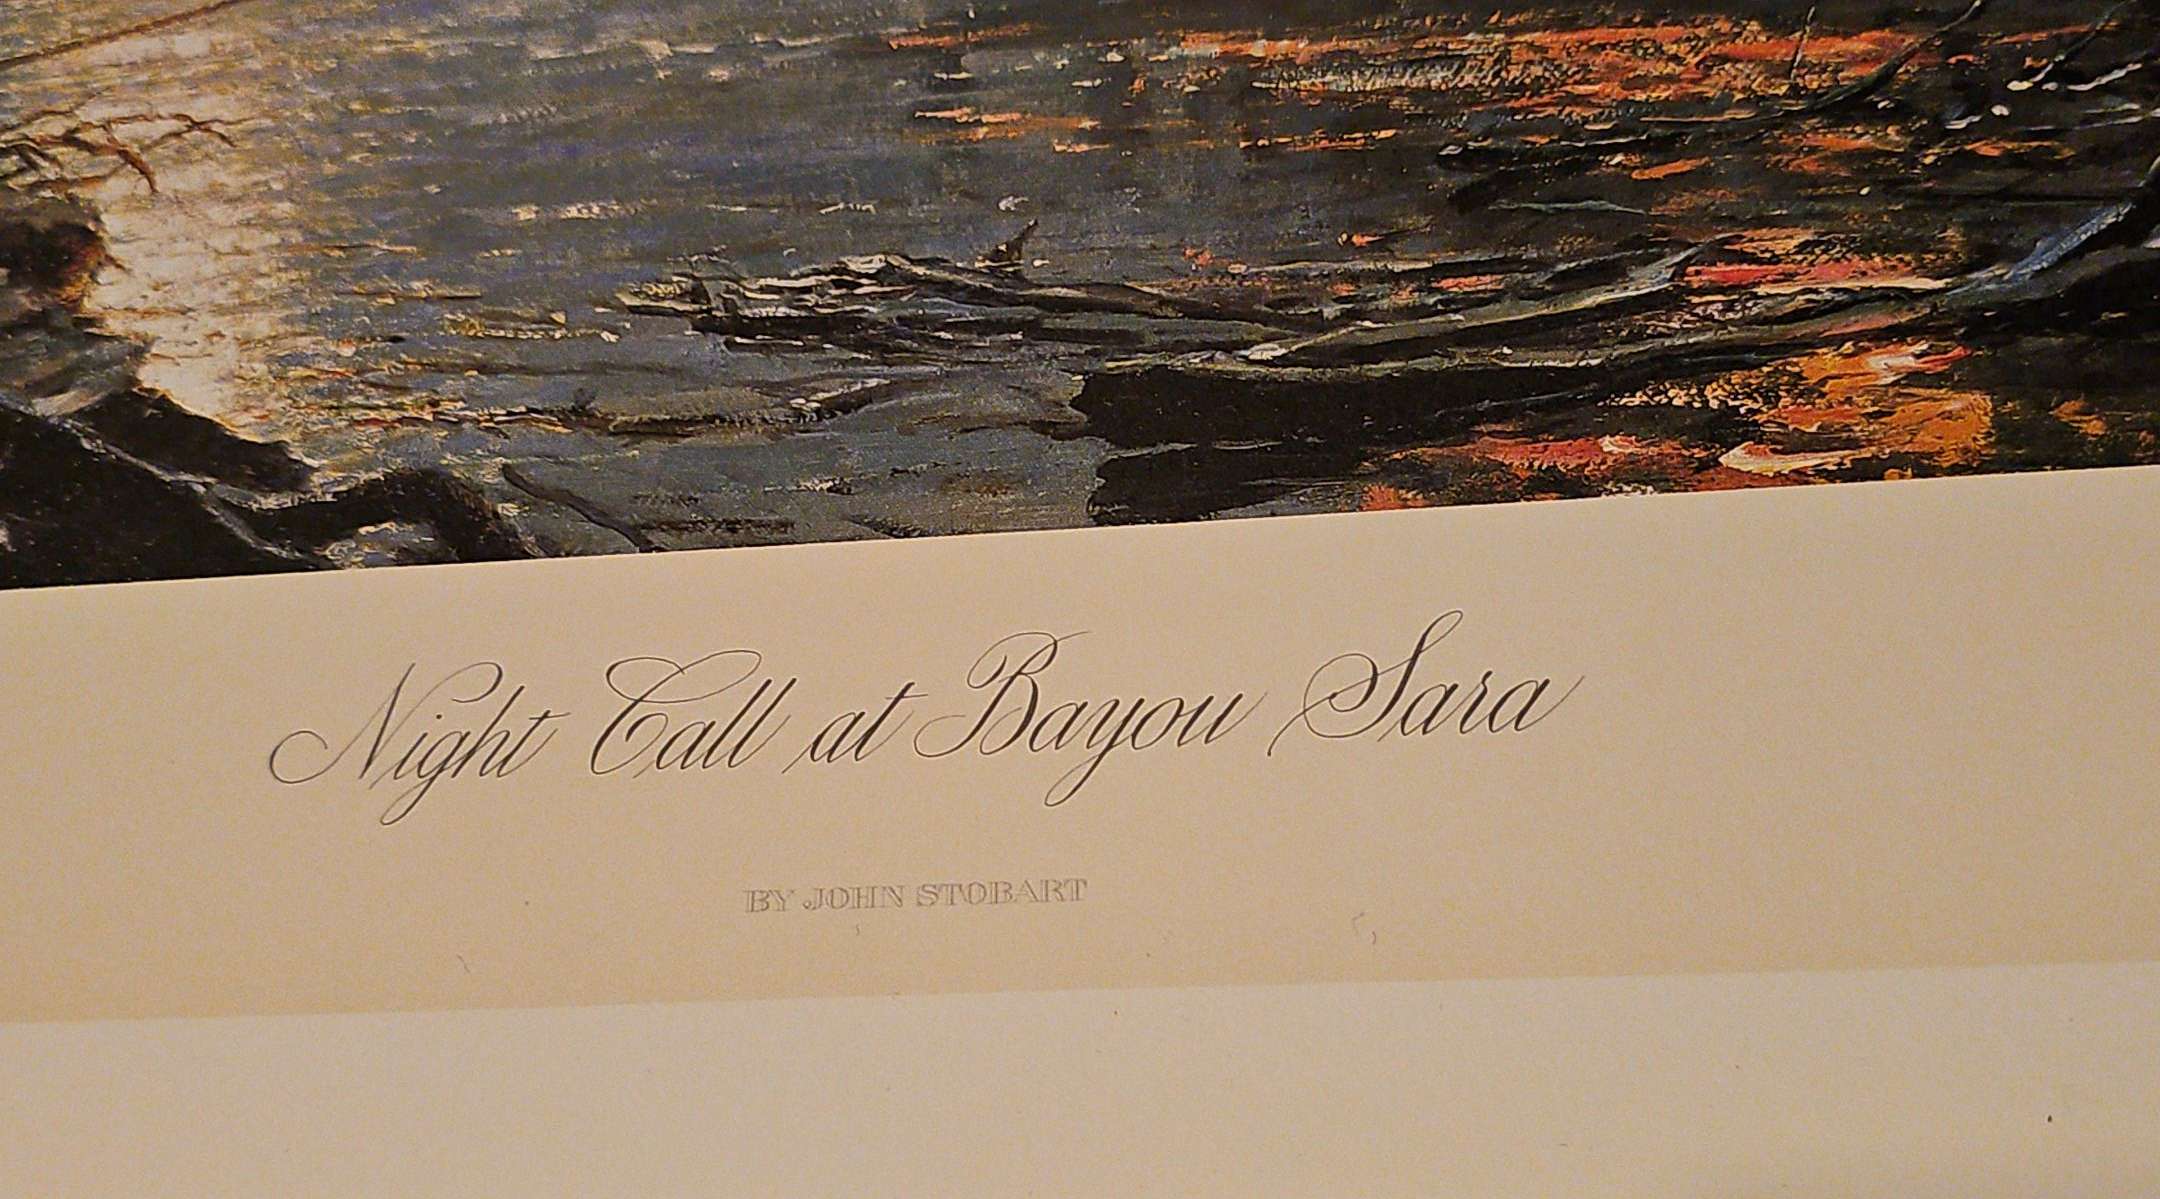 Night Call at Bayou Sara
BY JOHN STOBART